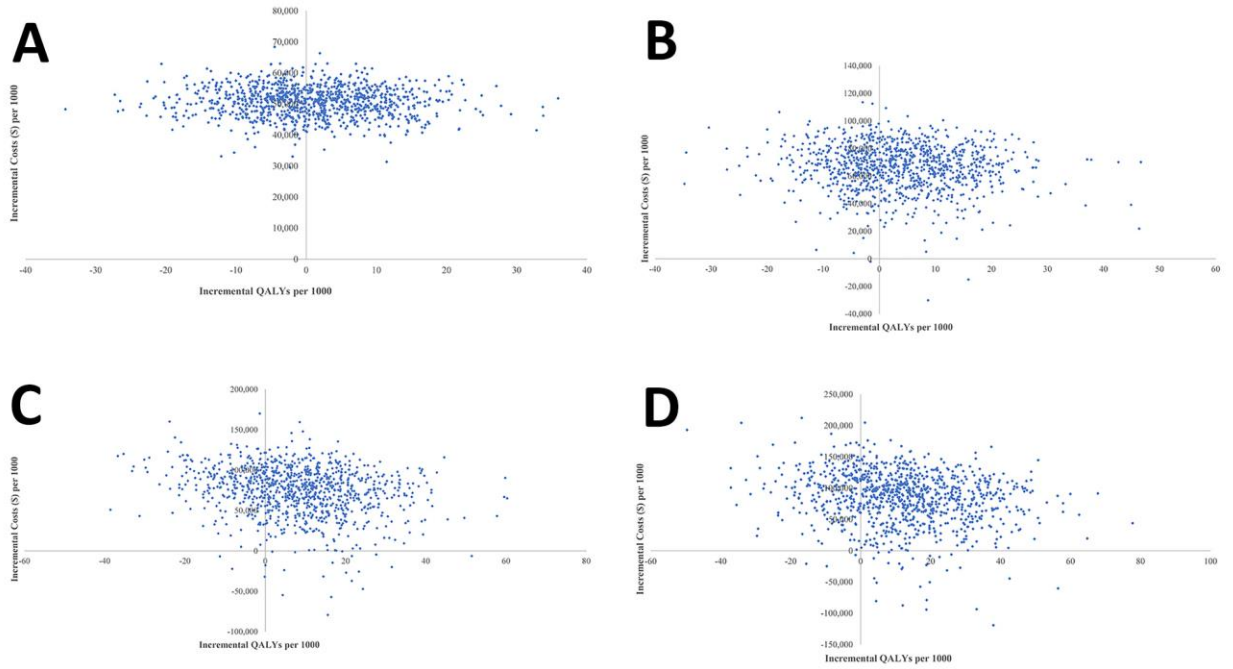 A
80,000
70,000
60,000
50,000
40,000
30,000
20,000
10,000
0
-40 -30 -20 -10 0 10 20 30 40
Incremental Costs ($) per 1000
Incremental QALYs per 1000
B
140,000
120,000
100,000
80,000
60,000
40,000
20,000
0
-20,000
-40,000
-40 -30 -20 -10 0 10 20 30 40 50 60
Incremental Costs ($) per 1000
Incremental QALYs per 1000
C
200,000
150,000
100,000
50,000
0
-50,000
-100,000
-60 -40 -20 0 20 40 60 80
Incremental Costs ($) per 1000
Incremental QALYs per 1000
D
250,000
200,000
150,000
100,000
50,000
0
-50,000
-100,000
-150,000
-60 -40 -20 0 20 40 60 80 100
Incremental Costs ($) per 1000
Incremental QALYs per 1000